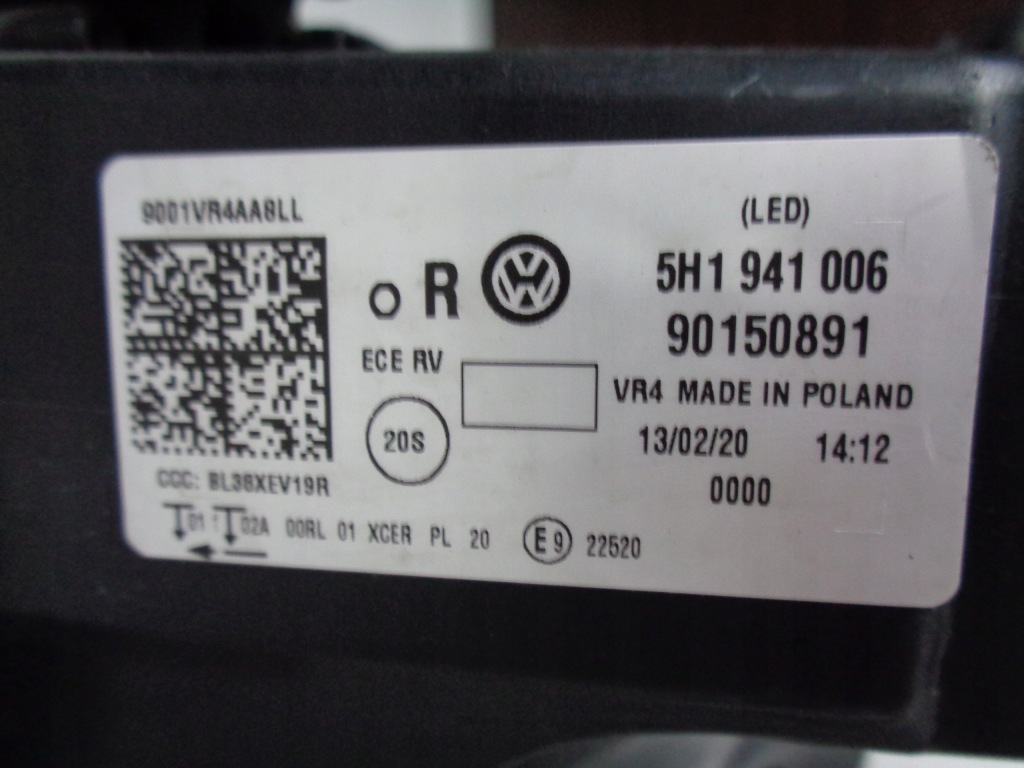 9001VR4AA8LL
R
ECE RV
20S
CCC: BL38XEV19R
01 02A 00RL 01 XCER PL 20
E9 22520
(LED)
5H1 941 006
90150891
VR4 MADE IN POLAND
13/02/20 14:12
0000